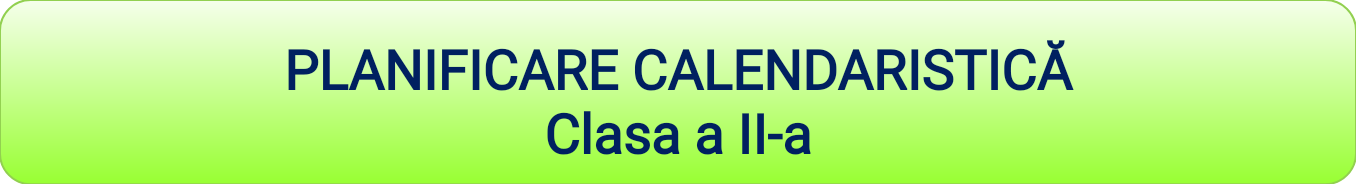 PLANIFICARE CALENDARISTICĂ
Clasa a II-a